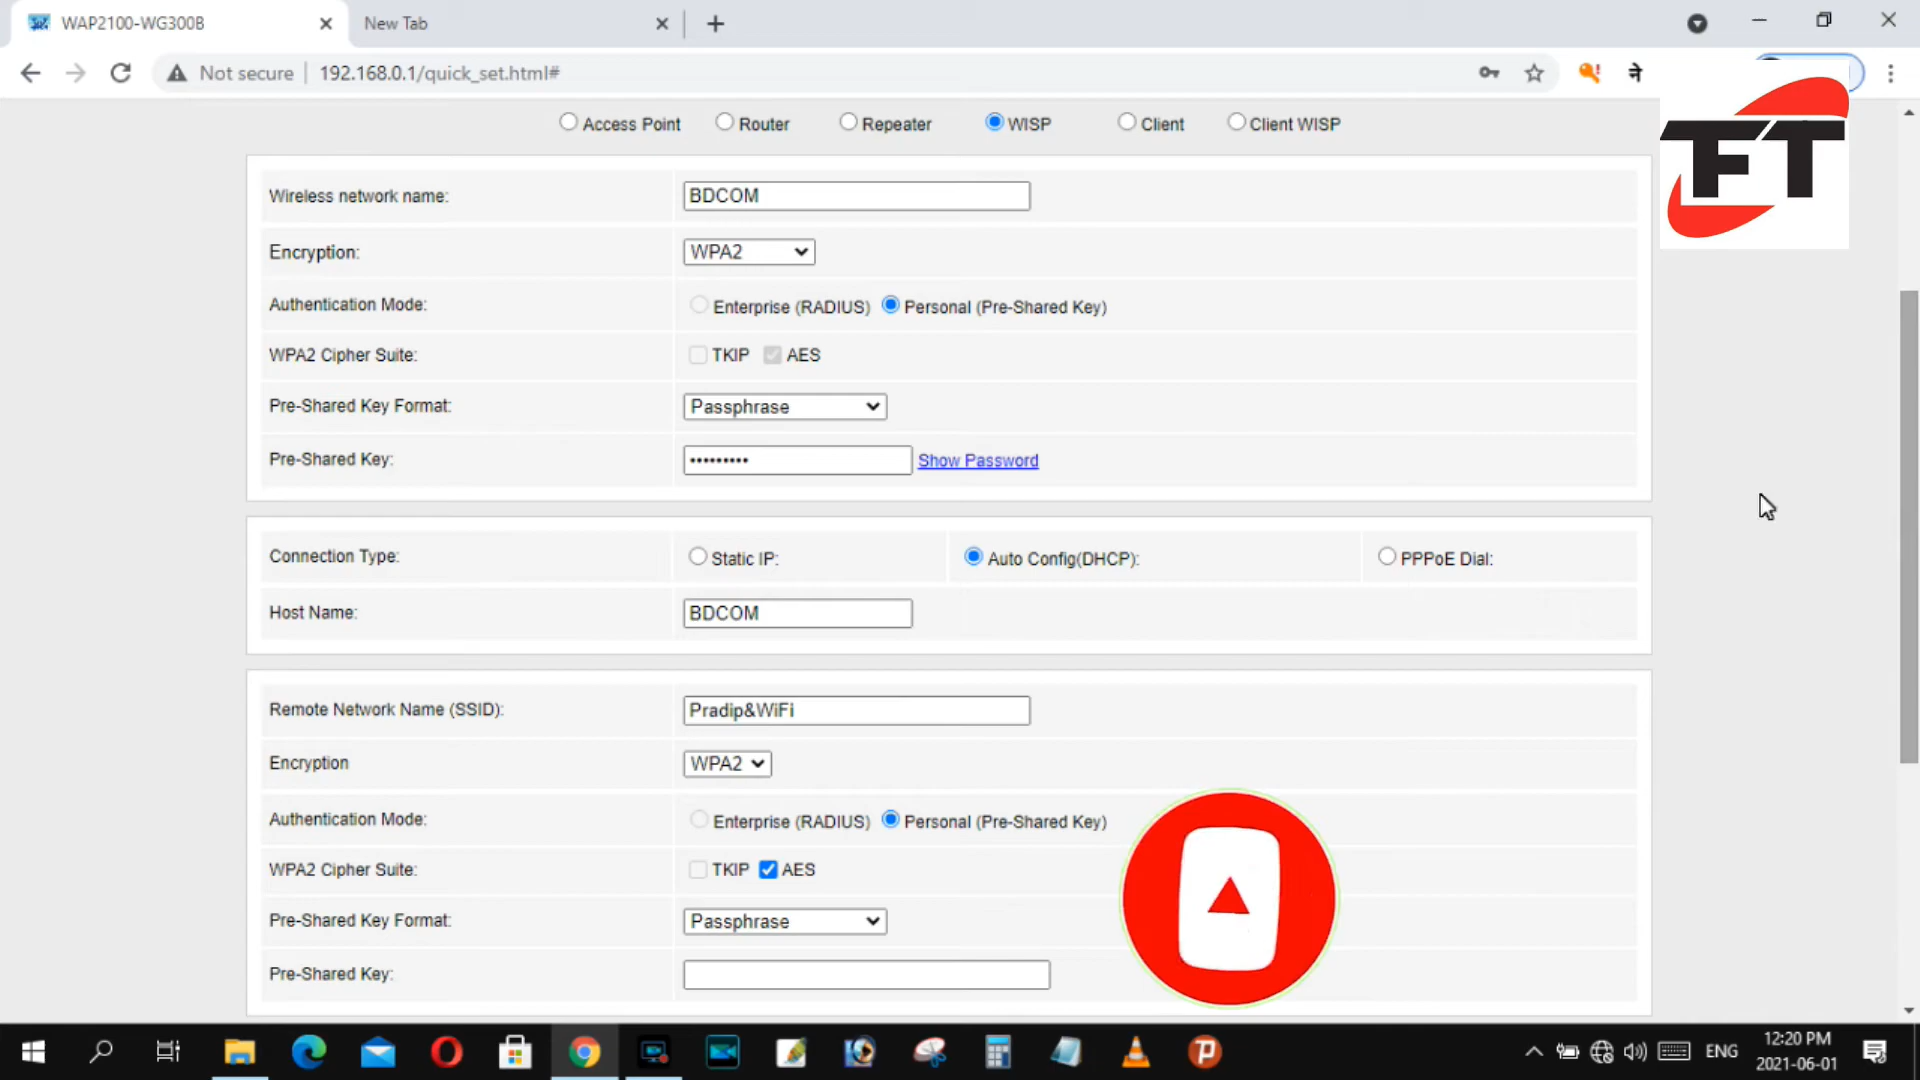 WAP2100-WG300B
New Tab
Not secure
192.168.0.1/quick_set.html#
ने
FT
Access Point
Router
Repeater
WISP
Client
Client WISP
Wireless network name:
BDCOM
Encryption:
WPA2
Authentication Mode:
Enterprise (RADIUS)
Personal (Pre-Shared Key)
WPA2 Cipher Suite:
TKIP
AES
Pre-Shared Key Format:
Passphrase
Pre-Shared Key:
•••••••••
Show Password
Connection Type:
Static IP:
Auto Config(DHCP):
PPPoE Dial:
Host Name:
BDCOM
Remote Network Name (SSID):
Pradip&WiFi
Encryption
WPA2
Authentication Mode:
Enterprise (RADIUS)
Personal (Pre-Shared Key)
WPA2 Cipher Suite:
TKIP
AES
Pre-Shared Key Format:
Passphrase
Pre-Shared Key:
ENG
12:20 PM
2021-06-01